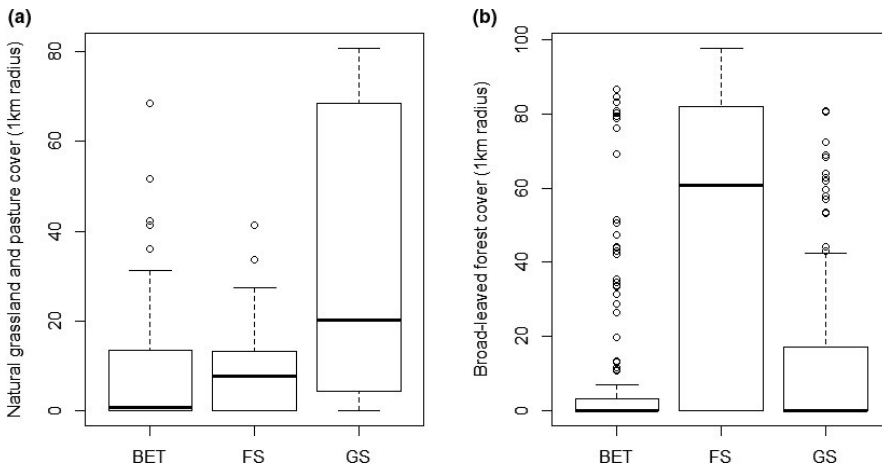 (a)
Natural grassland and pasture cover (1km radius)
80
60
40
20
0
BET FS GS
(b)
Broad-leaved forest cover (1km radius)
100
80
60
40
20
0
BET FS GS